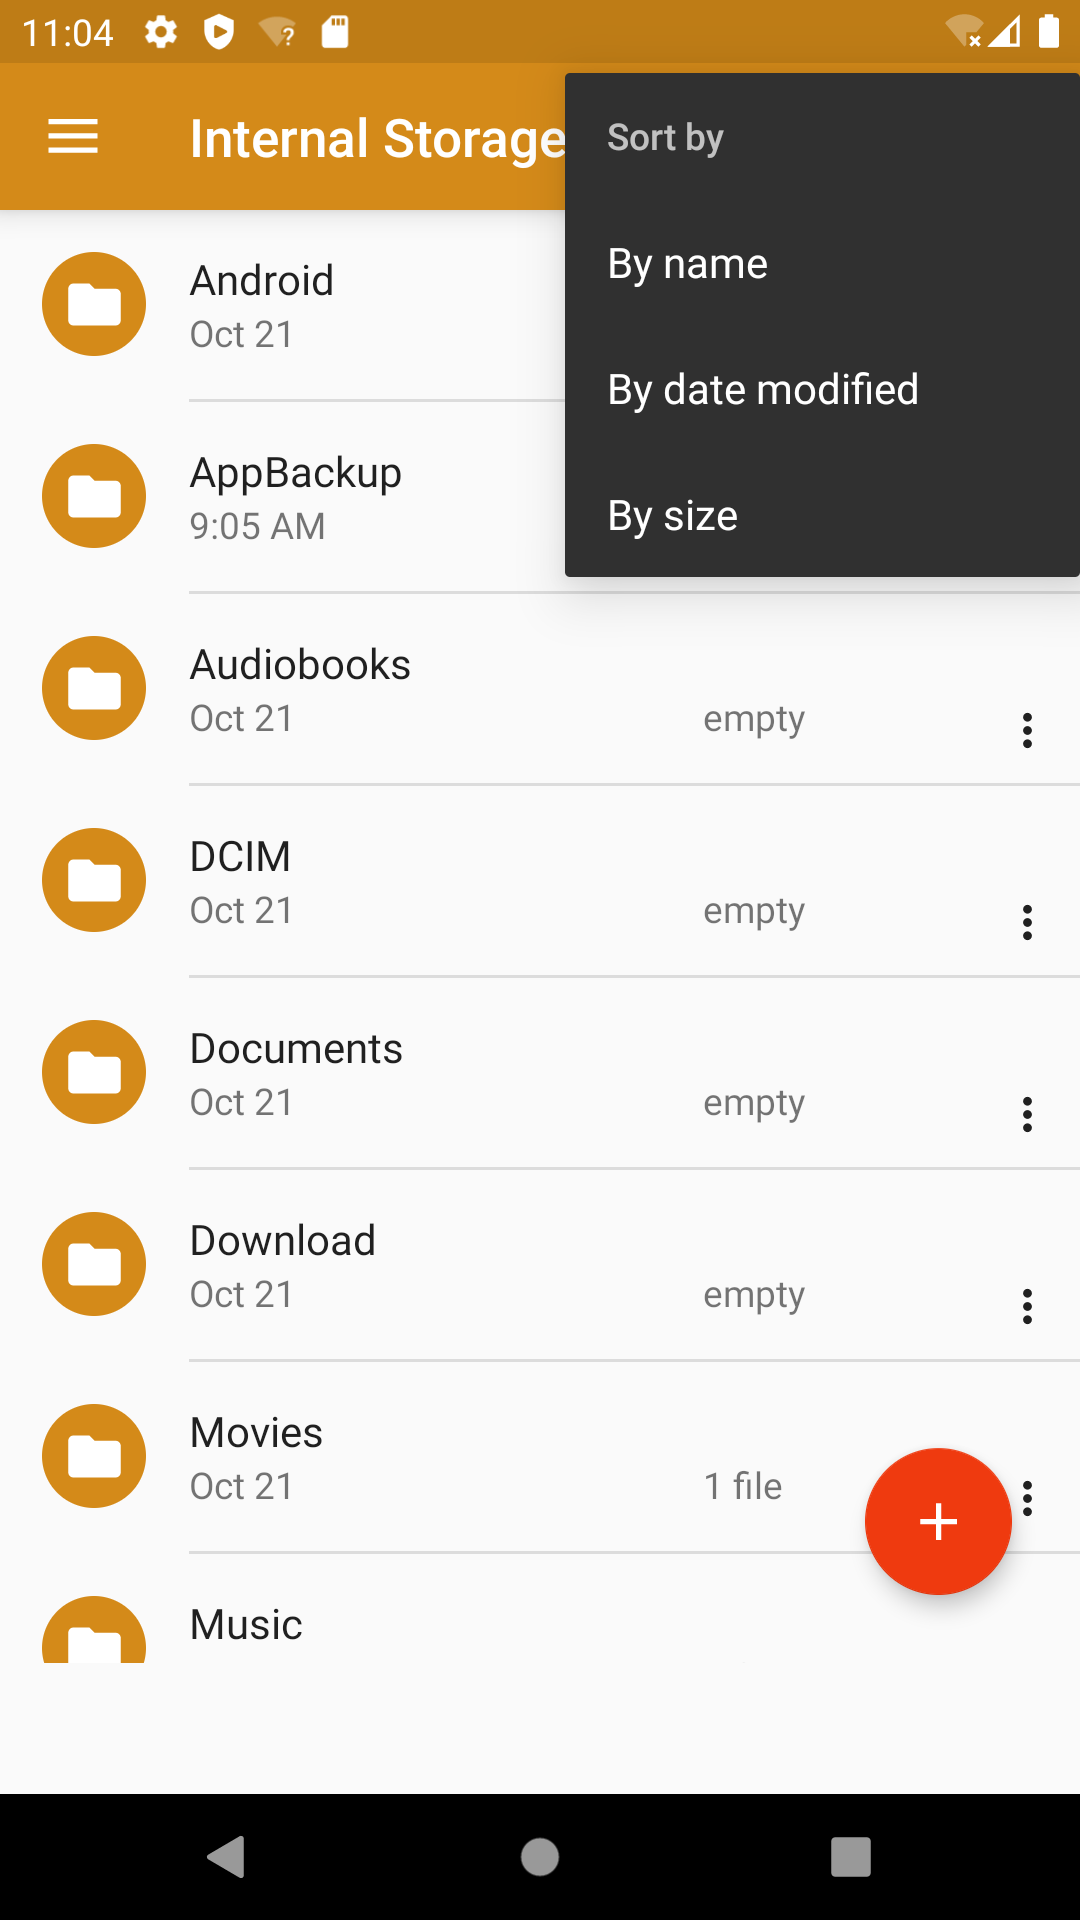 11:04
Internal Storage
Sort by
By name
By date modified
By size
Android
Oct 21
AppBackup
9:05 AM
Audiobooks
Oct 21 empty
DCIM
Oct 21 empty
Documents
Oct 21 empty
Download
Oct 21 empty
Movies
Oct 21 1 file
Music